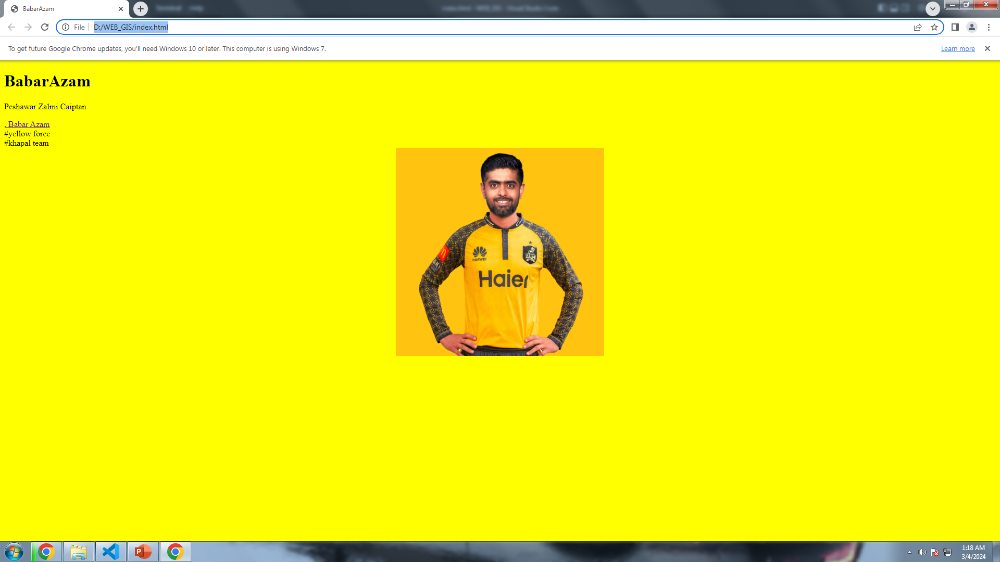 BabarAzam
File
D:/WEB_GIS/index.html
To get future Google Chrome updates, you'll need Windows 10 or later. This computer is using Windows 7.
Learn more
BabarAzam
Peshawar Zalmi Caiptan
, Babar Azam
#yellow force
#khapal team
HUAWEI
ZALMI
Haier
1:18 AM
3/4/2024